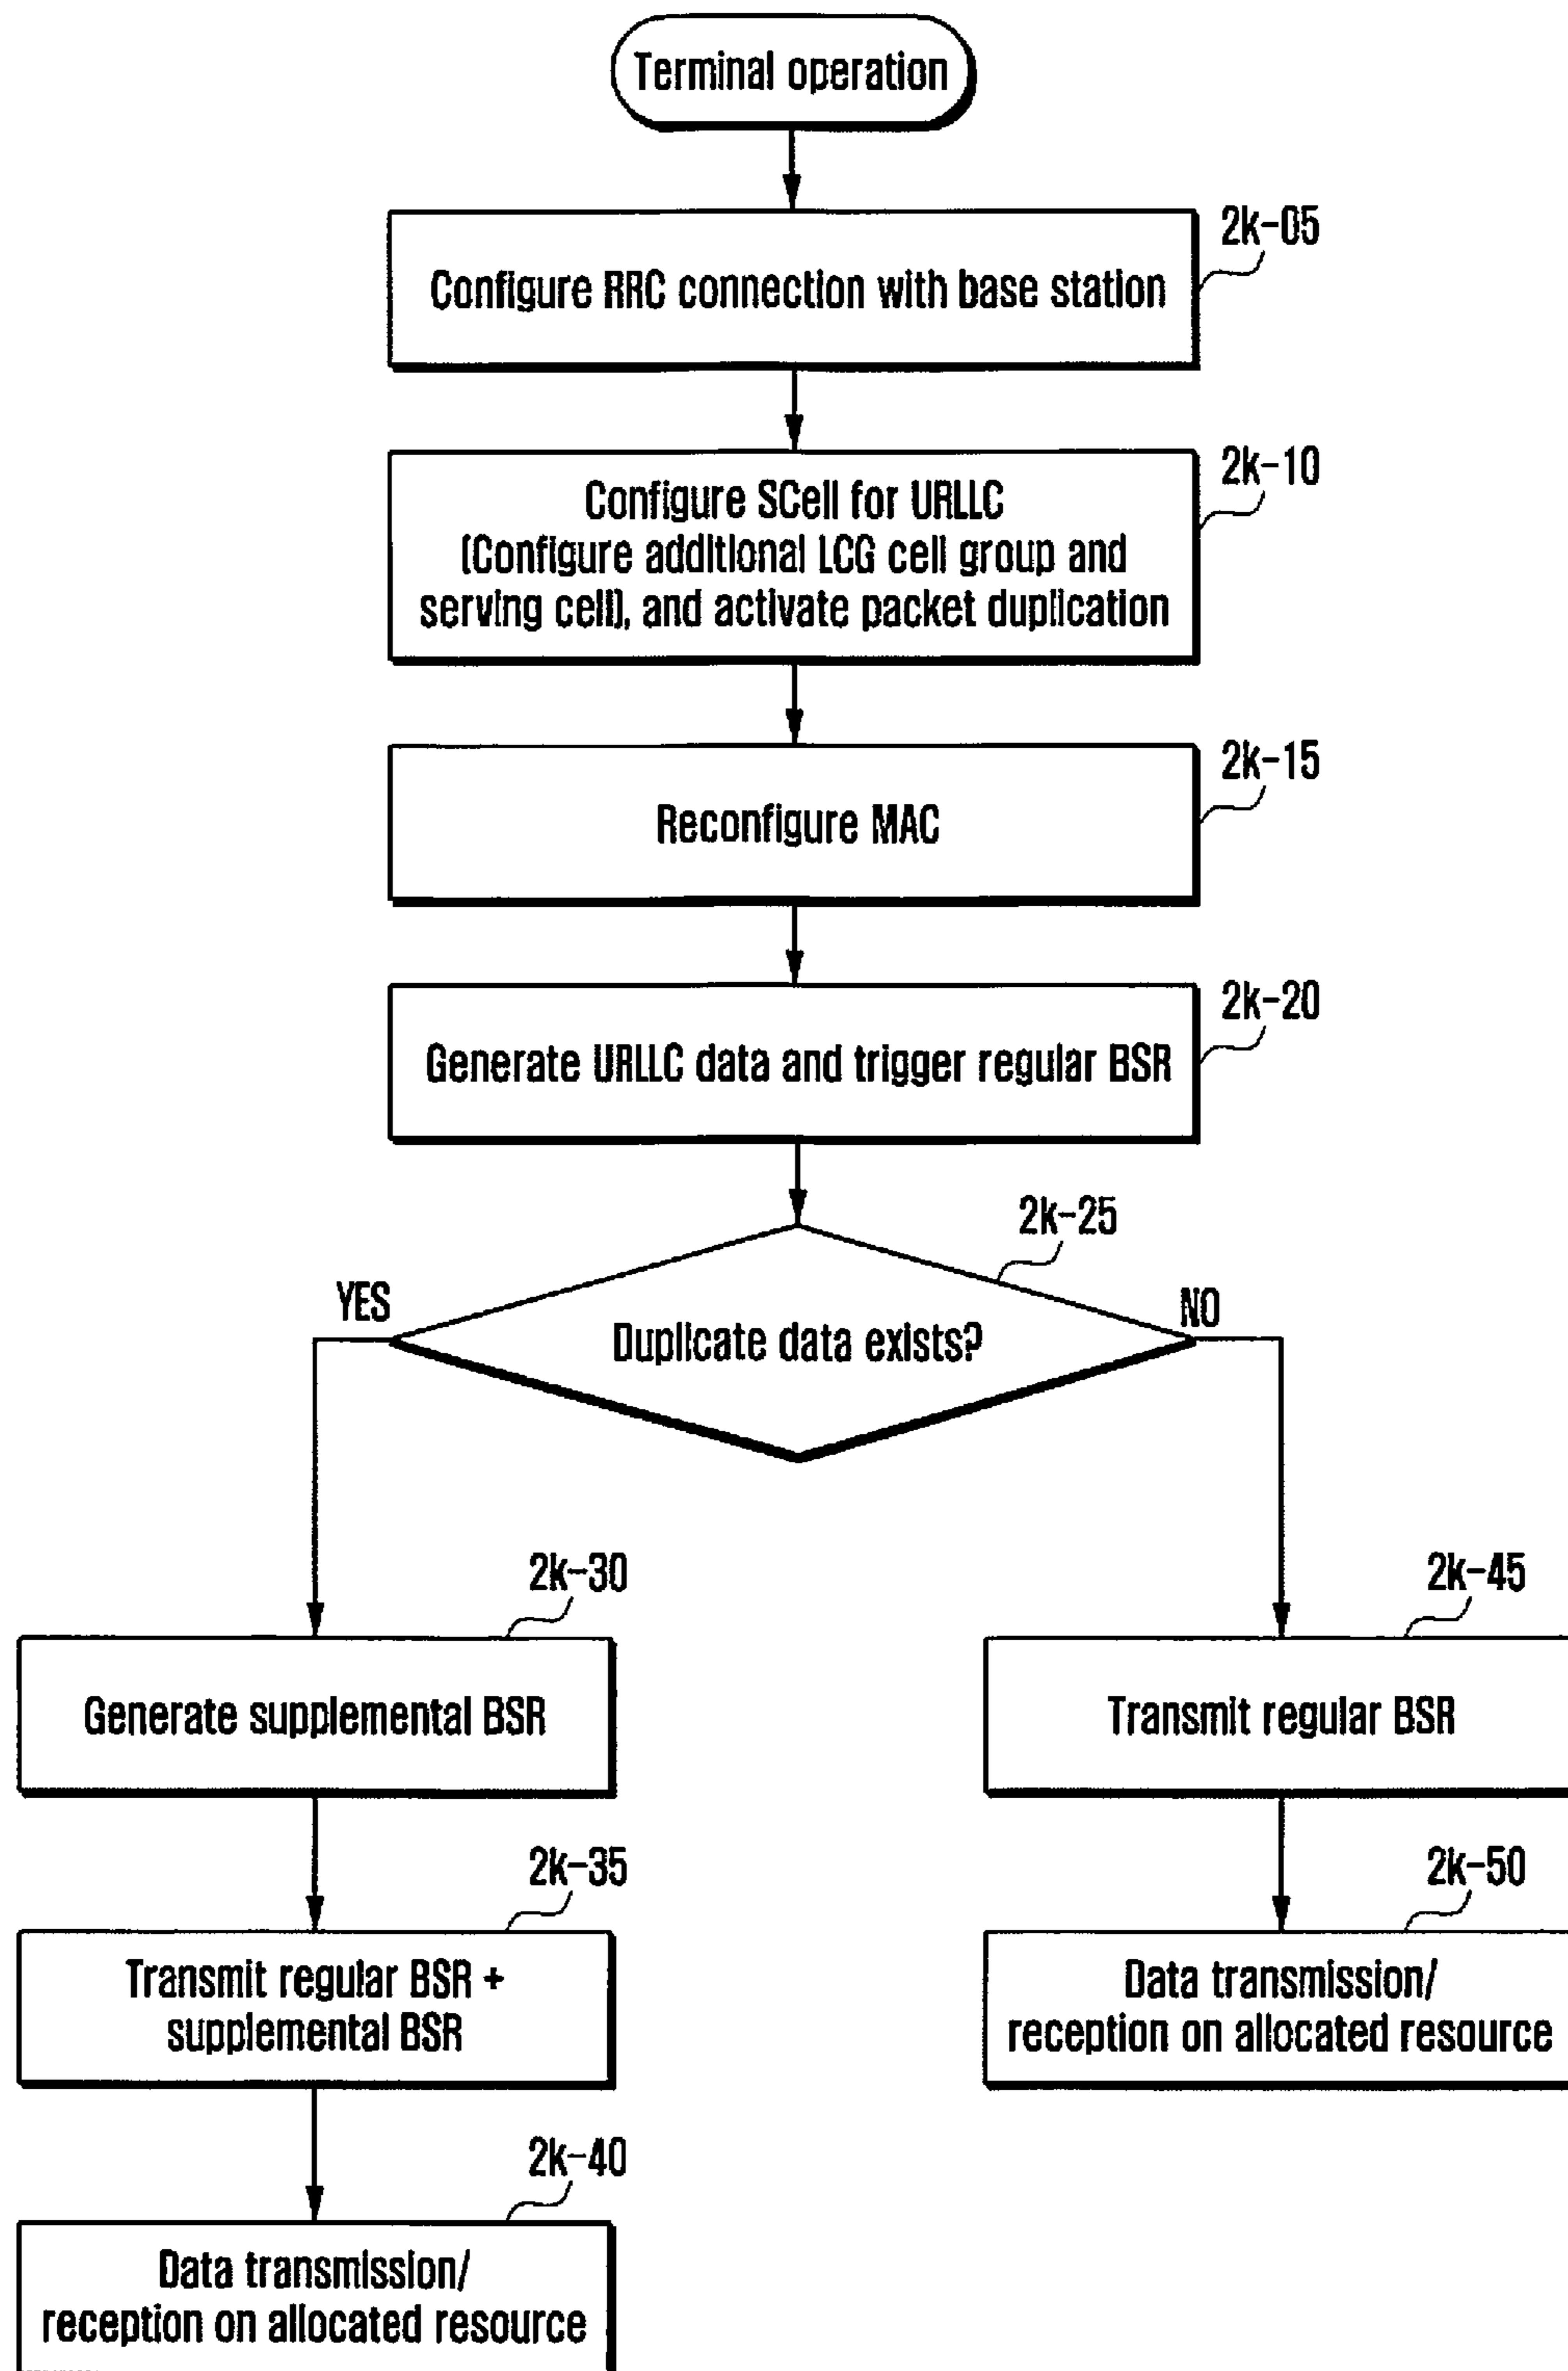 Terminal operation
2k-05
Configure RRC connection with base station
2k-10
Configure SCell for URLLC
(Configure additional LCG cell group and
serving cell), and activate packet duplication
2k-15
Reconfigure MAC
2k-20
Generate URLLC data and trigger regular BSR
2k-25
YES
NO
Duplicate data exists?
2k-30
Generate supplemental BSR
2k-35
Transmit regular BSR +
supplemental BSR
2k-40
Data transmission/
reception on allocated resource
2k-45
Transmit regular BSR
2k-50
Data transmission/
reception on allocated resource